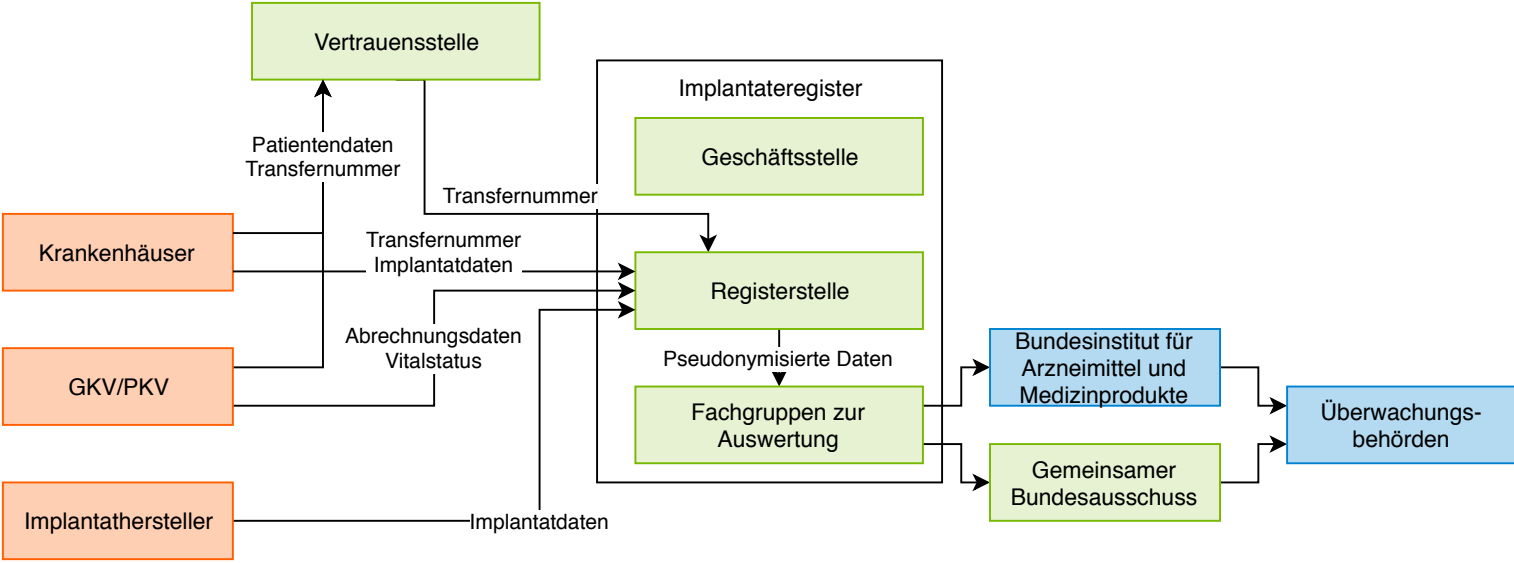 Vertrauensstelle
Implantateregister
Patientendaten
Transfernummer
Geschäftsstelle
Transfernummer
Krankenhäuser
Transfernummer
Implantatdaten
Registerstelle
Abrechnungsdaten
Vitalstatus
Pseudonymisierte Daten
GKV/PKV
Fachgruppen zur
Auswertung
Bundesinstitut für
Arzneimittel und
Medizinprodukte
Überwachungs-
behörden
Gemeinsamer
Bundesausschuss
Implantathersteller
Implantatdaten